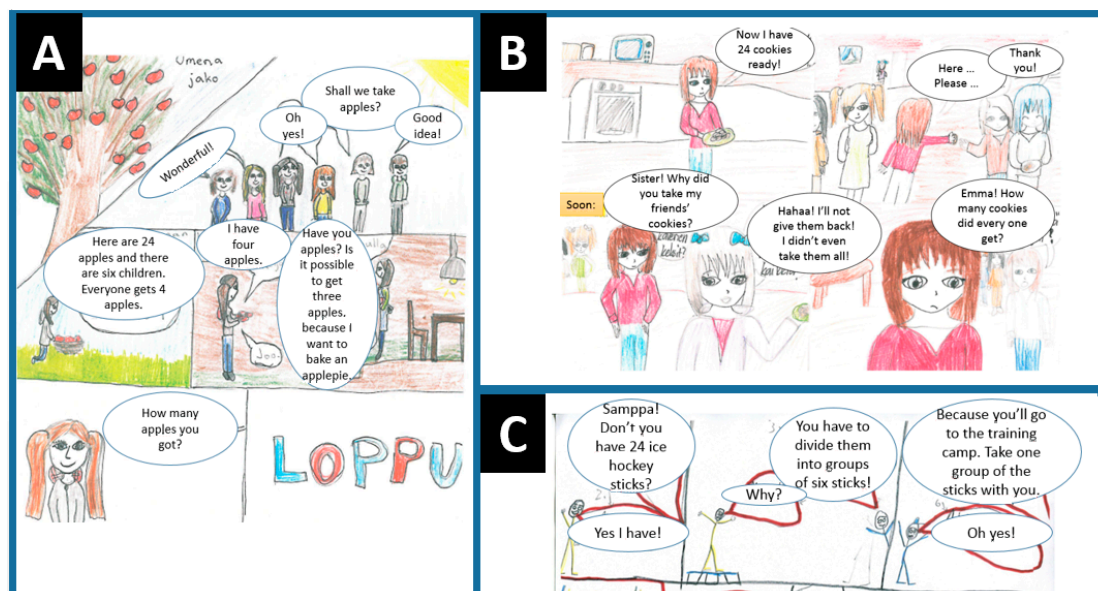 A
Omena
jako
Shall we take
apples?
Oh
yes!
Good
idea!
Wonderful!
Here are 24
apples and there
are six children.
Everyone gets 4
apples.
I have
four
apples.
Have you
apples? Is
it possible
to get
three
apples.
because I
want to
bake an
applepie.
Joo.
How many
apples you
got?
LOPPU
B
Now I have
24 cookies
ready!
Here ...
Please ...
Thank
you!
Soon:
Sister! Why did
you take my
friends'
cookies?
Hahaa! I'll not
give them back!
I didn't even
take them all!
Emma! How
many cookies
did every one
get?
C
Samppa!
Don't you
have 24 ice
hockey
sticks?
Yes I have!
You have to
divide them
into groups
of six sticks!
Why?
Because you'll go
to the training
camp. Take one
group of the
sticks with you.
Oh yes!